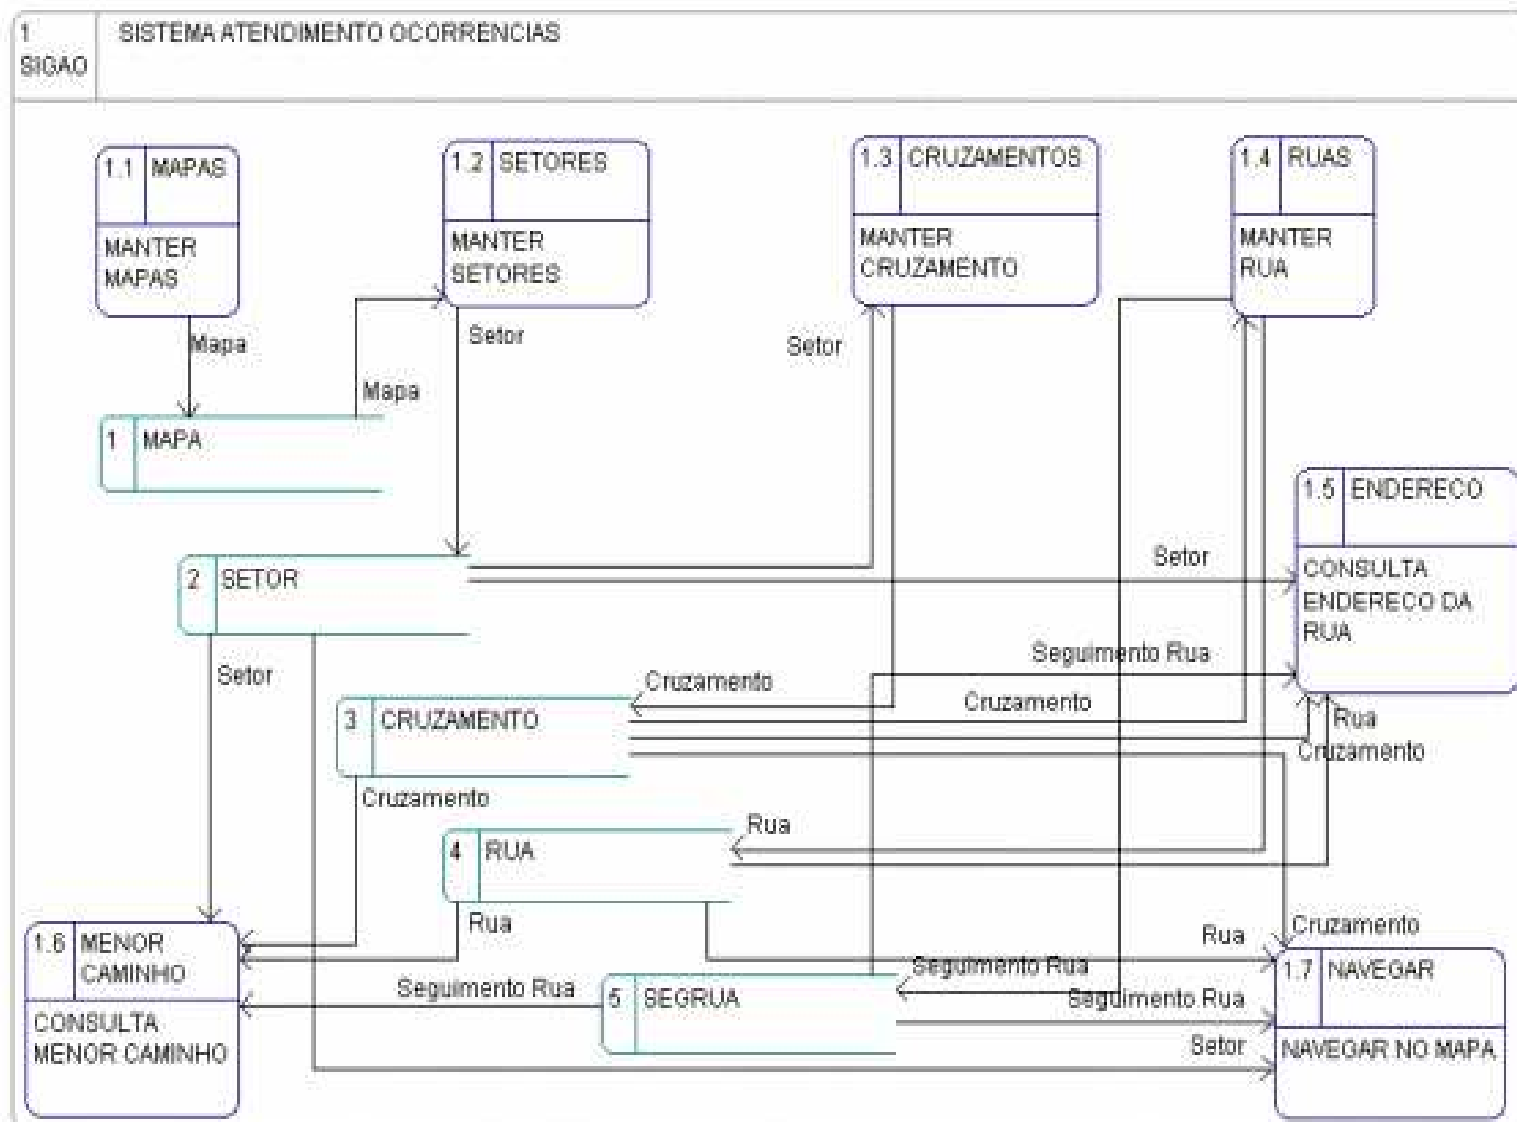 1
SIGAO
SISTEMA ATENDIMENTO OCORRENCIAS
1.1 MAPAS
MANTER
MAPAS
1.2 SETORES
MANTER
SETORES
1.3 CRUZAMENTOS
MANTER
CRUZAMENTO
1.4 RUAS
MANTER
RUA
Mapa
Mapa
Setor
Setor
1 MAPA
1.5 ENDERECO
CONSULTA
ENDERECO DA
RUA
Setor
2 SETOR
Setor
Seguimento Rua
Cruzamento
Cruzamento
3 CRUZAMENTO
Rua
Cruzamento
Cruzamento
Rua
4 RUA
Rua
Cruzamento
Rua
1.6 MENOR
CAMINHO
CONSULTA
MENOR CAMINHO
Seguimento Rua
Seguimento Rua
5 SEGRUA
Seguimento Rua
Setor
1.7 NAVEGAR
NAVEGAR NO MAPA